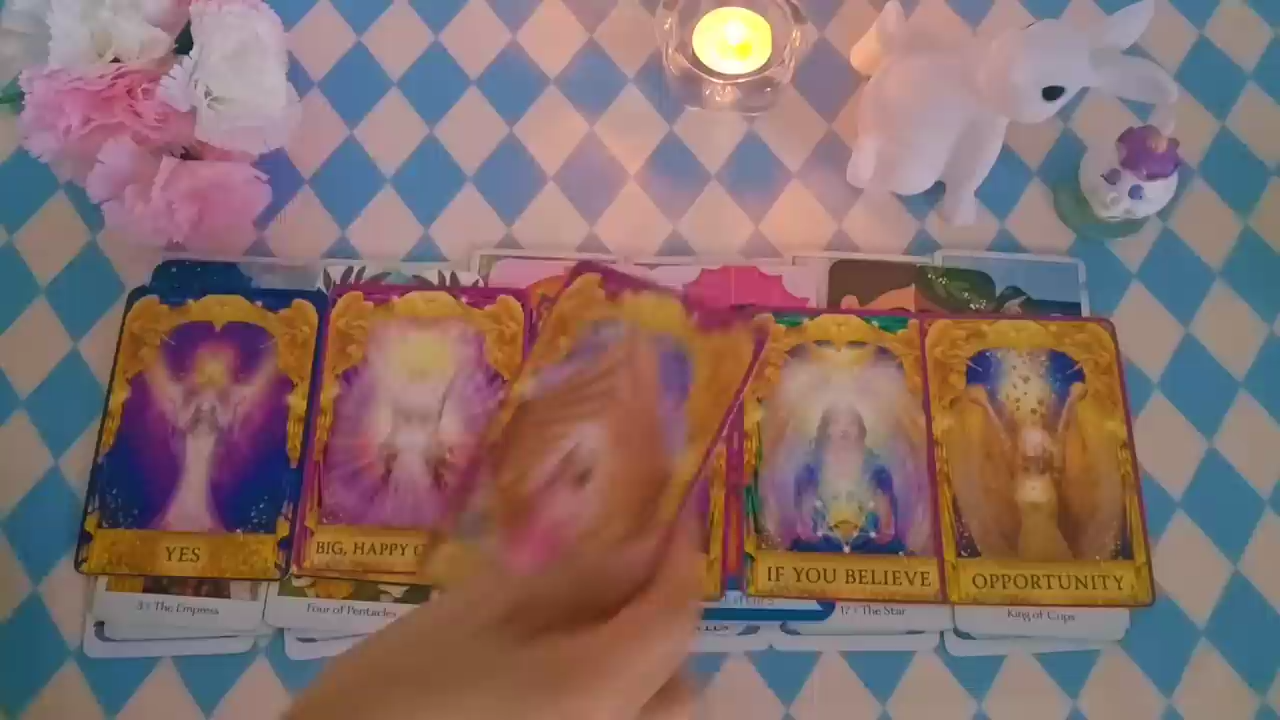 YES
BIG, HAPPY
IF YOU BELIEVE
OPPORTUNITY
3 : The Empress
Four of Pentacles
17 : The Star
King of Cups